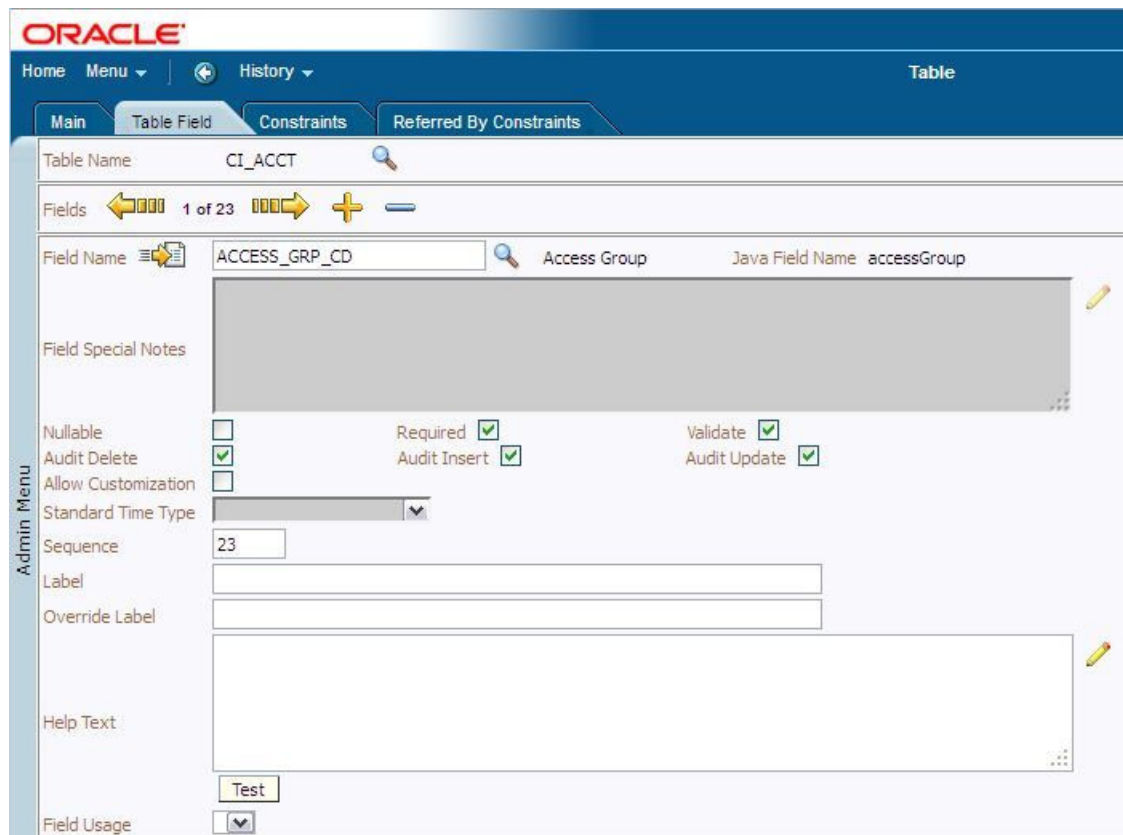 ORACLE
Home Menu History Table
Main Table Field Constraints Referred By Constraints
Table Name CI_ACCT
Fields 1 of 23
Field Name ACCESS_GRP_CD Access Group Java Field Name accessGroup
Field Special Notes
Nullable Required Validate
Audit Delete Audit Insert Audit Update
Allow Customization
Standard Time Type
Sequence 23
Label
Override Label
Help Text
Test
Field Usage
Admin Menu